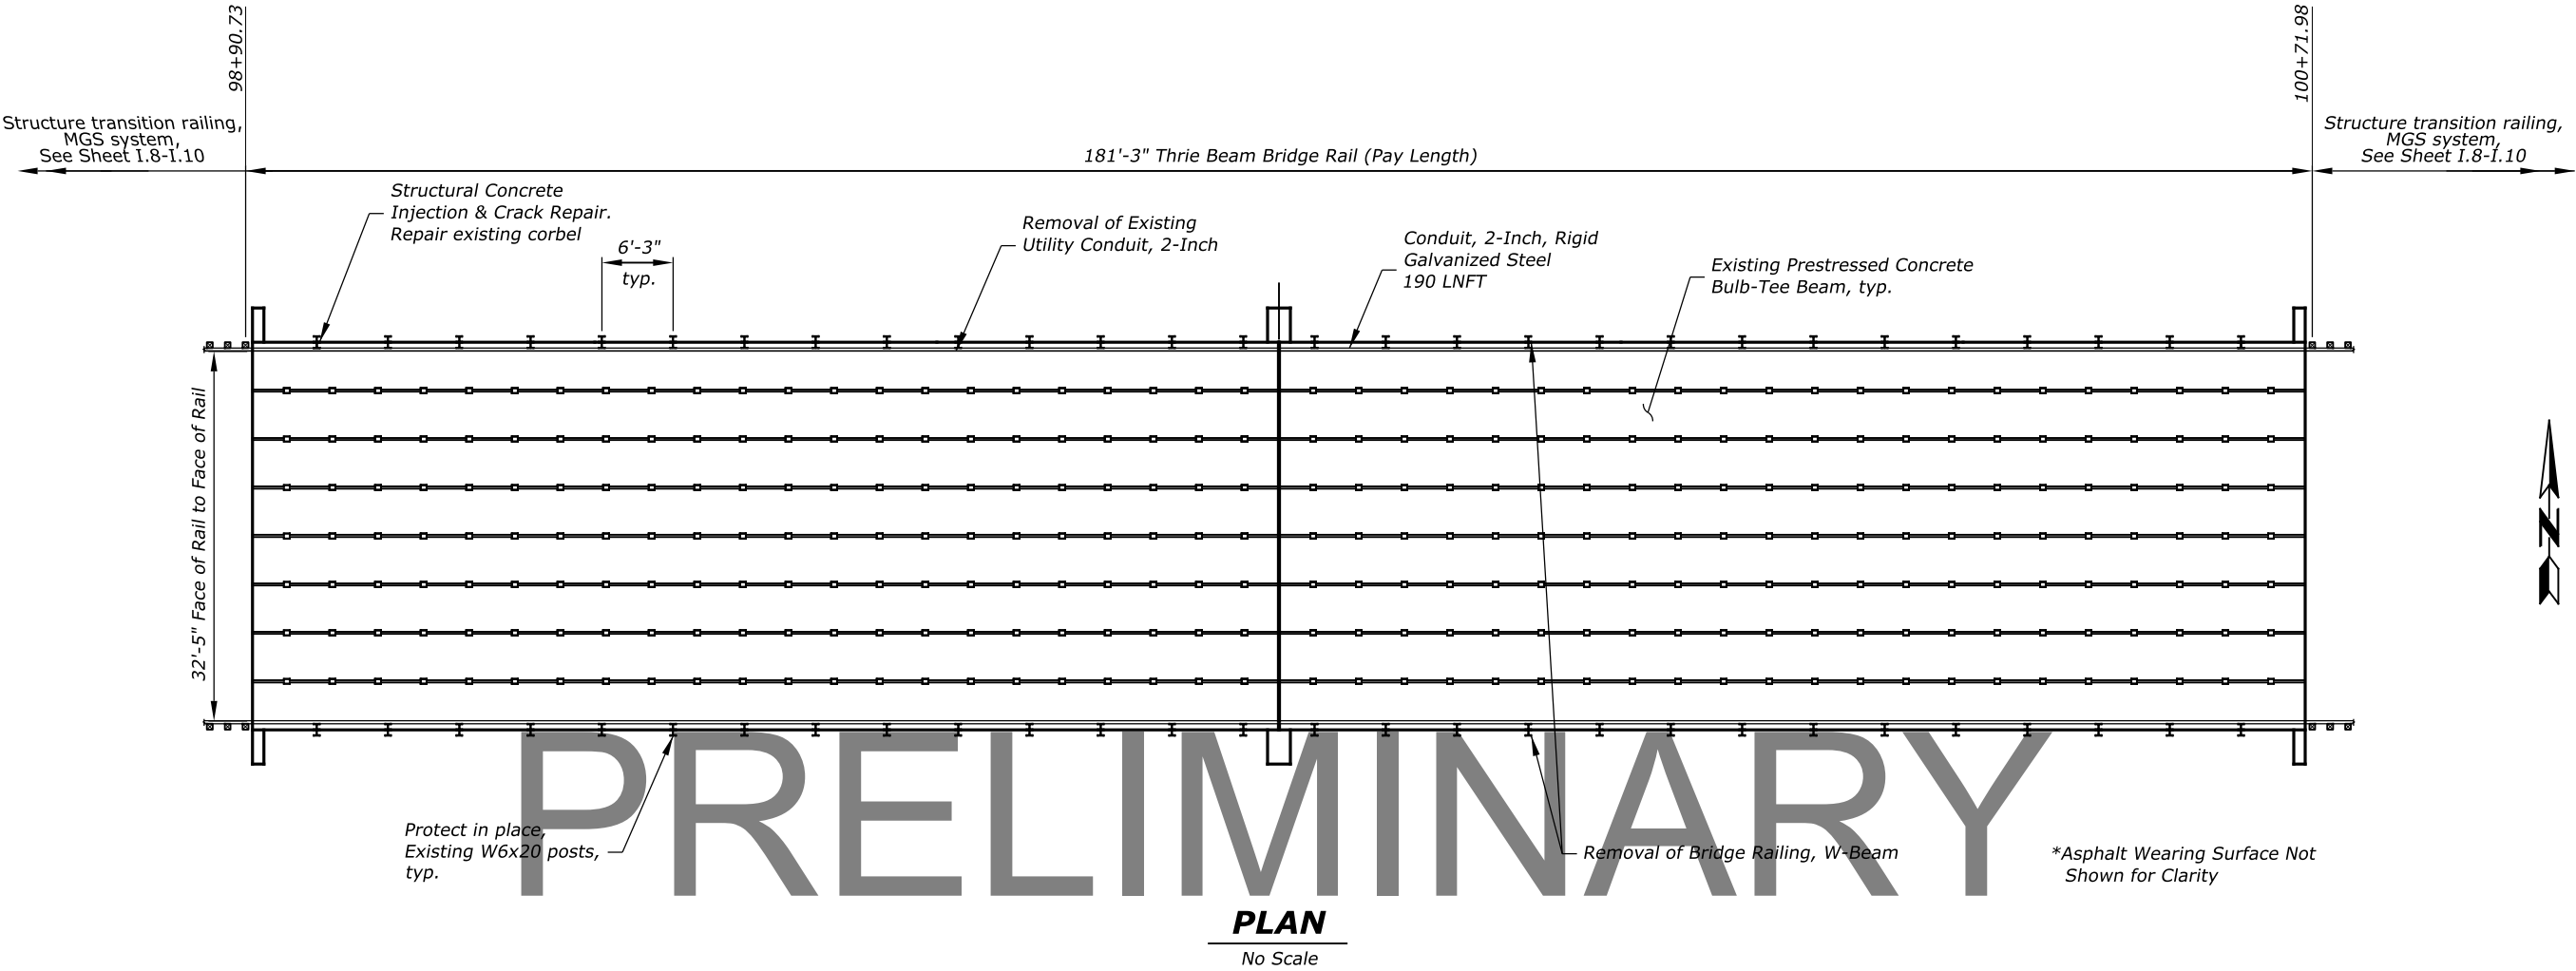 98+90.73
100+71.98
Structure transition railing,
MGS system,
See Sheet I.8-I.10
181'-3" Thrie Beam Bridge Rail (Pay Length)
Structure transition railing,
MGS system,
See Sheet I.8-I.10
Structural Concrete
Injection & Crack Repair.
Repair existing corbel
6'-3"
typ.
Removal of Existing
Utility Conduit, 2-Inch
Conduit, 2-Inch, Rigid
Galvanized Steel
190 LNFT
Existing Prestressed Concrete
Bulb-Tee Beam, typ.
32'-5" Face of Rail to Face of Rail
N
PRELIMINARY
Protect in place,
Existing W6x20 posts,
typ.
Removal of Bridge Railing, W-Beam
*Asphalt Wearing Surface Not
Shown for Clarity
PLAN
No Scale